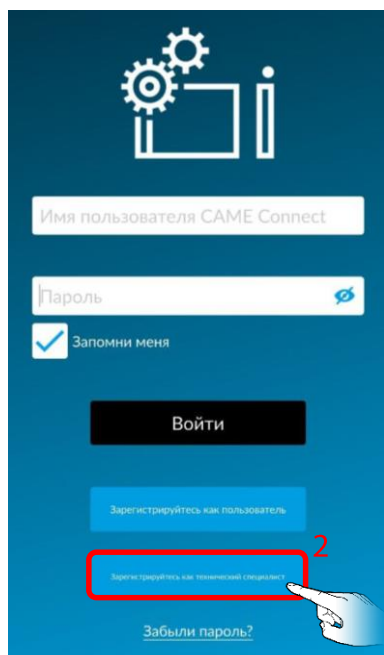 Имя пользователя CAME Connect
Пароль
Запомни меня
Войти
Зарегистрируйтесь как пользователь
2
Зарегистрируйтесь как технический специалист
Забыли пароль?